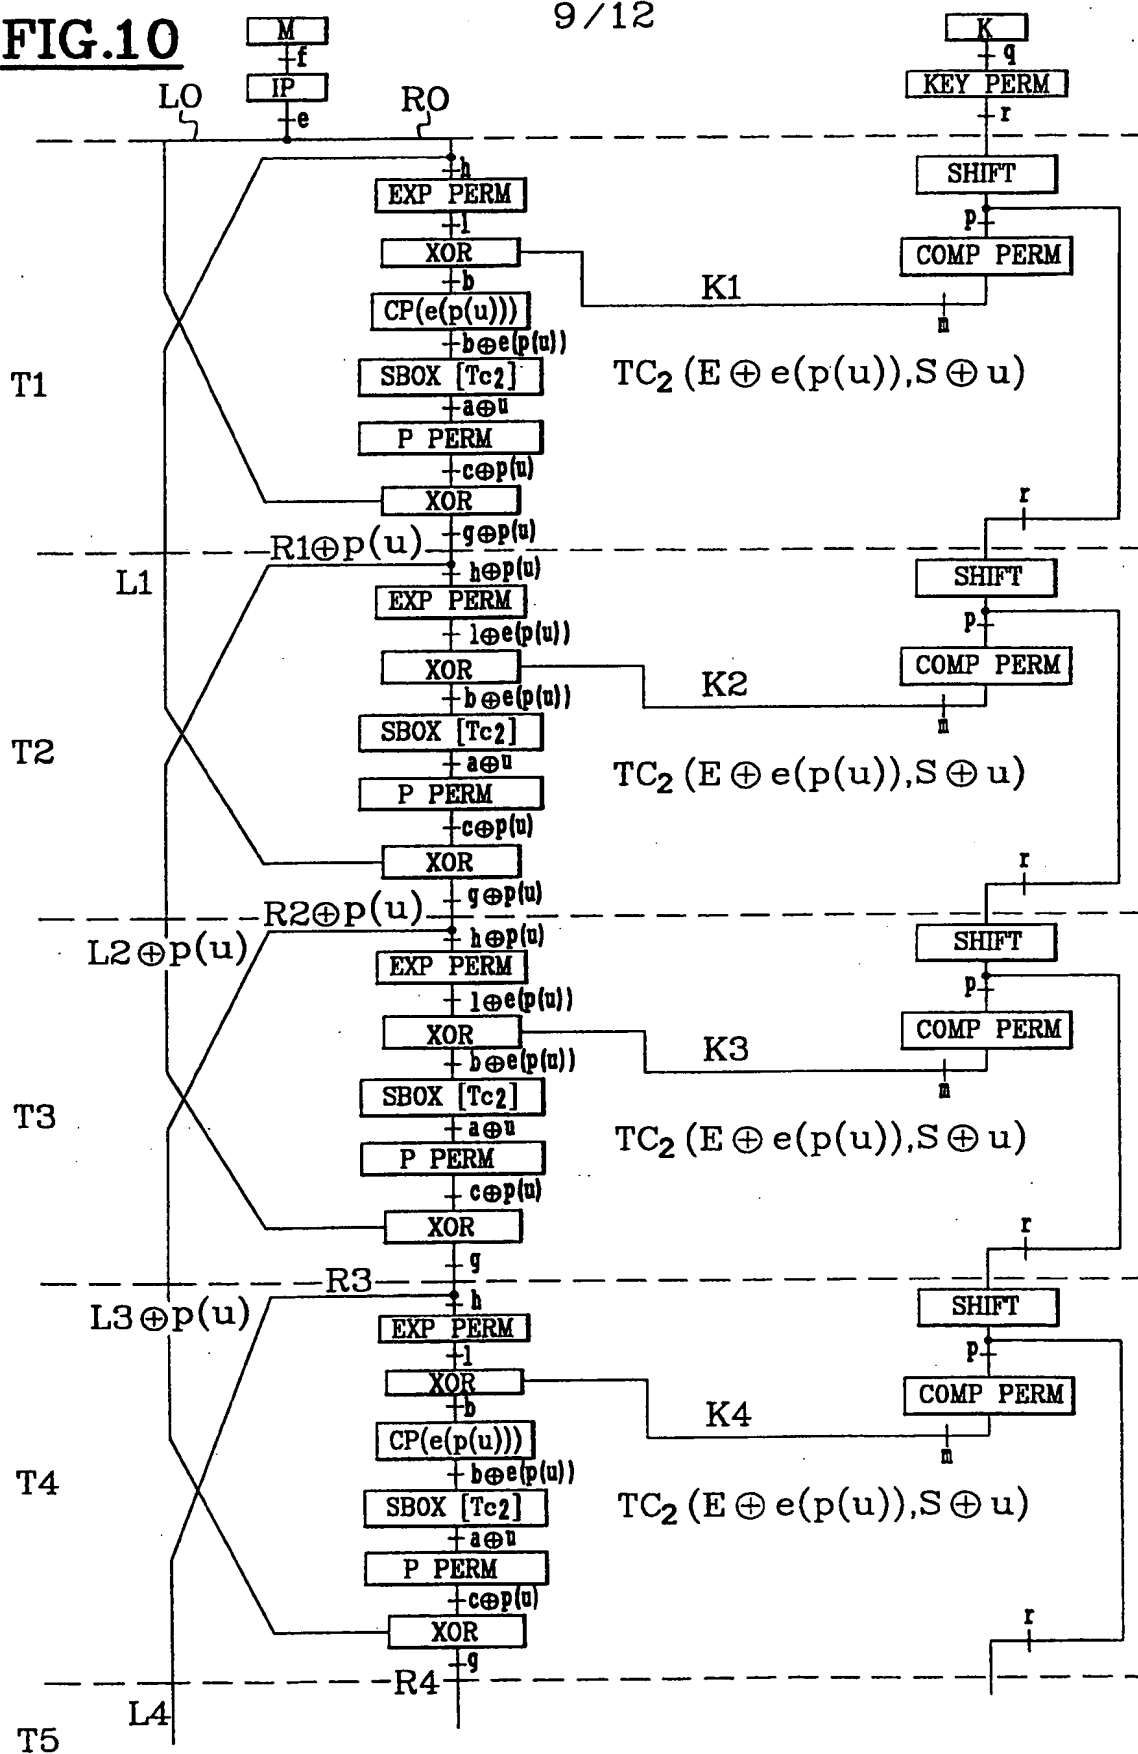 FIG.10
9/12
M
f
IP
e
L0
R0
K
q
KEY PERM
r
T1
h
EXP PERM
l
XOR
b
CP(e(p(u)))
b⊕e(p(u))
SBOX [Tc2]
a⊕u
P PERM
c⊕p(u)
XOR
g⊕p(u)
SHIFT
p
COMP PERM
K1
m
TC2 (E ⊕ e(p(u)),S ⊕ u)
r
R1⊕p(u)
L1
T2
h⊕p(u)
EXP PERM
l⊕e(p(u))
XOR
b⊕e(p(u))
SBOX [Tc2]
a⊕u
P PERM
c⊕p(u)
XOR
g⊕p(u)
SHIFT
p
COMP PERM
K2
m
TC2 (E ⊕ e(p(u)),S ⊕ u)
r
R2⊕p(u)
L2⊕p(u)
T3
h⊕p(u)
EXP PERM
l⊕e(p(u))
XOR
b⊕e(p(u))
SBOX [Tc2]
a⊕u
P PERM
c⊕p(u)
XOR
g
SHIFT
p
COMP PERM
K3
m
TC2 (E ⊕ e(p(u)),S ⊕ u)
r
R3
L3⊕p(u)
T4
h
EXP PERM
l
XOR
b
CP(e(p(u)))
b⊕e(p(u))
SBOX [Tc2]
a⊕u
P PERM
c⊕p(u)
XOR
g
SHIFT
p
COMP PERM
K4
m
TC2 (E ⊕ e(p(u)),S ⊕ u)
r
R4
L4
T5